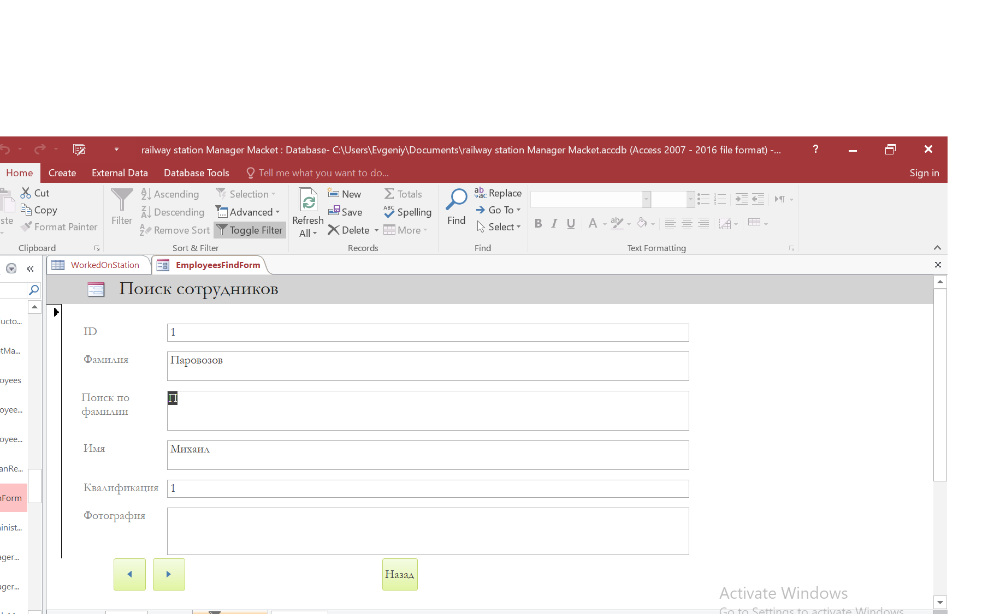 railway station Manager Macket : Database- C:\Users\Evgeniy\Documents\railway station Manager Macket.accdb (Access 2007 - 2016 file format) -...
?
Home Create External Data Database Tools Tell me what you want to do... Sign in
ste
Cut
Copy
Format Painter
Clipboard
Filter
Ascending
Descending
Remove Sort
Selection
Advanced
Toggle Filter
Sort & Filter
Refresh
All
New
Save
Delete
Totals
Spelling
More
Records
Find
Replace
Go To
Select
Find
B I U A
Text Formatting
WorkedOnStation
EmployeesFindForm
Поиск сотрудников
ucto...
tMa...
oyees
oyee...
oyee...
anRe...
nForm
inist...
ager...
ager...
ID
1
Фамилия
Паровозов
Поиск по
фамилии
П
Имя
Михаил
Квалификация
1
Фотография
Назад
Activate Windows
Go to Settings to activate Windows.